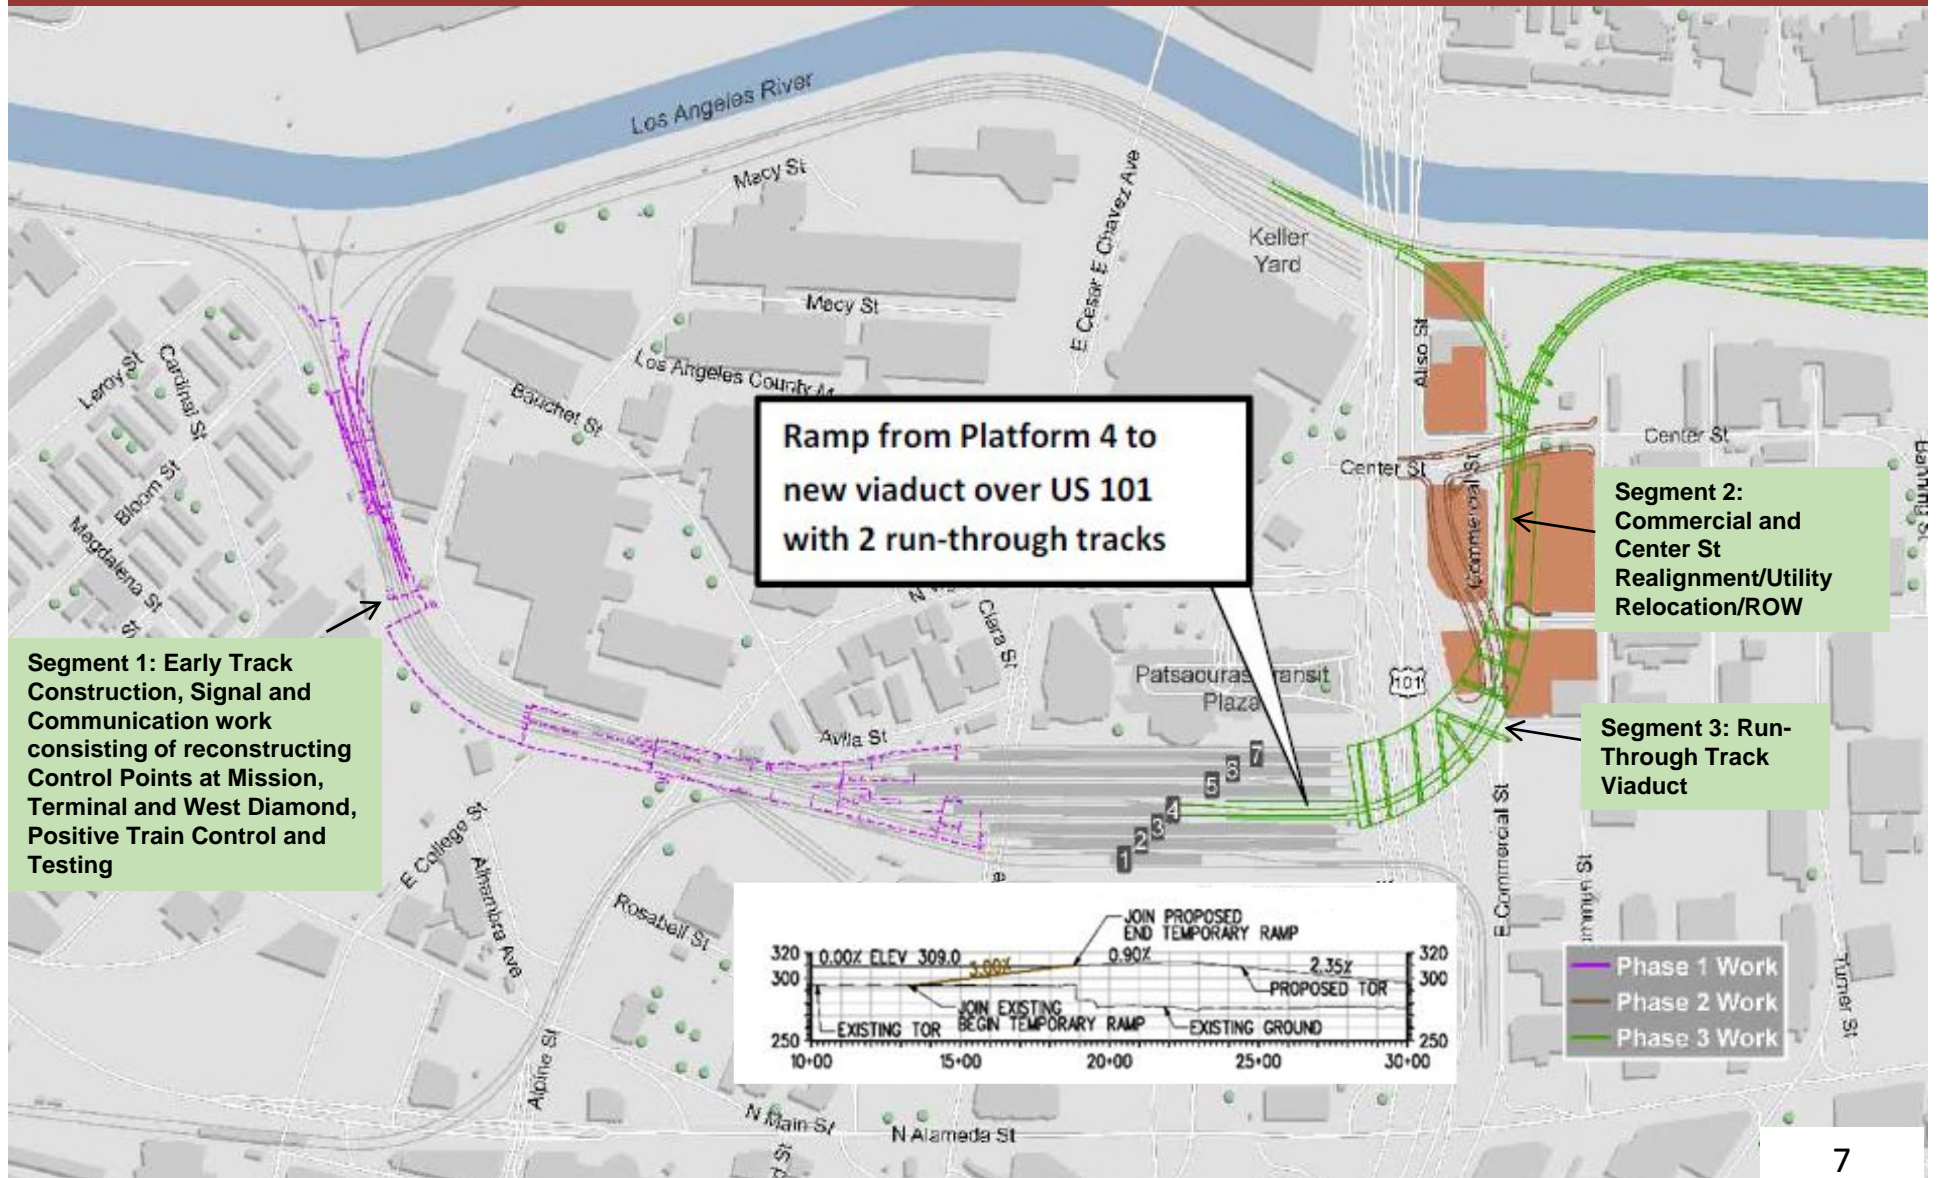 Los Angeles River
Macy St
E Cesar E Chavez Ave
Keller
Yard
Macy St
Los Angeles County M
Aliso St
Leroy St
Cardinal St
Bauchet St
Bloom St
Magdalena St
Center St
Center St
Commercial St
Ramp from Platform 4 to
new viaduct over US 101
with 2 run-through tracks
Segment 2:
Commercial and
Center St
Realignment/Utility
Relocation/ROW
Clara St
Patsaouras Transit
Plaza
101
Segment 1: Early Track
Construction, Signal and
Communication work
consisting of reconstructing
Control Points at Mission,
Terminal and West Diamond,
Positive Train Control and
Testing
Segment 3: Run-
Through Track
Viaduct
Avila St
7
6
5
4
3
2
1
E College St
Alhambra Ave
Rosabell St
Alpine St
E Commercial St
Turner St
JOIN PROPOSED
END TEMPORARY RAMP
320 0.00% ELEV 309.0 3.00% 0.90% 2.35% 320
300 300
PROPOSED TOR
JOIN EXISTING
BEGIN TEMPORARY RAMP
EXISTING TOR
EXISTING GROUND
250 250
10+00 15+00 20+00 25+00 30+00
Phase 1 Work
Phase 2 Work
Phase 3 Work
N Main St
N Alameda St
7